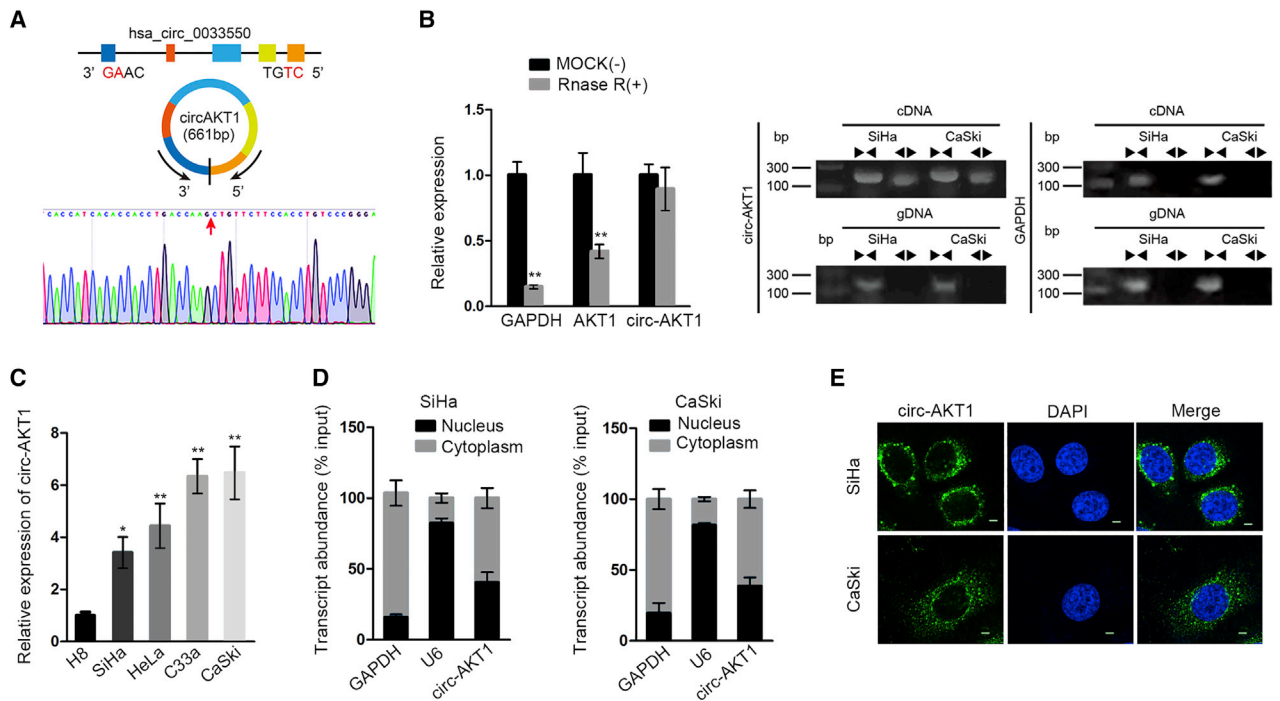 A
hsa_circ_0033550
3' GAAC TGTC 5'
circAKT1
(661bp)
3' 5'
CACCATCACACCACCTGACCAAGCTGTTCTTCCACCTGTCCCGGGA
B
MOCK(-)
Rnase R(+)
Relative expression
1.5
1.0
0.5
0.0
**
**
GAPDH AKT1 circ-AKT1
circ-AKT1
cDNA
bp SiHa CaSki
300
100
gDNA
bp SiHa CaSki
300
100
GAPDH
cDNA
bp SiHa CaSki
300
100
gDNA
bp SiHa CaSki
300
100
C
Relative expression of circ-AKT1
8
6
4
2
0
* ** ** **
H8 SiHa HeLa C33a CaSki
D
SiHa
Nucleus
Cytoplasm
Transcript abundance (% input)
150
100
50
0
GAPDH U6 circ-AKT1
CaSki
Nucleus
Cytoplasm
Transcript abundance (% input)
150
100
50
0
GAPDH U6 circ-AKT1
E
circ-AKT1 DAPI Merge
SiHa
CaSki